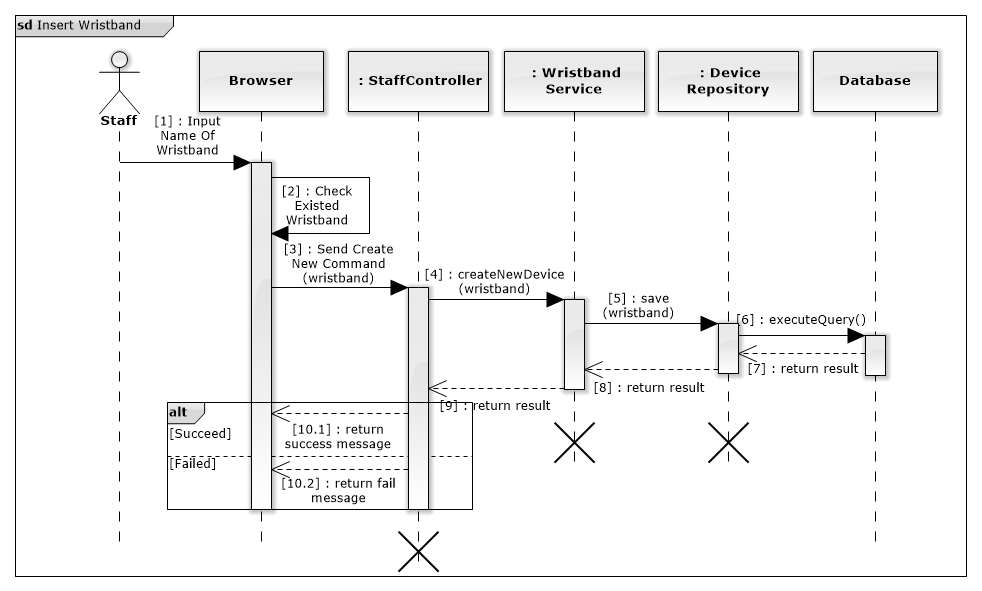 sd Insert Wristband
Browser
: StaffController
: Wristband
Service
: Device
Repository
Database
Staff
[1] : Input
Name Of
Wristband
[2] : Check
Existed
Wristband
[3] : Send Create
New Command
(wristband)
[4] : createNewDevice
(wristband)
[5] : save
(wristband)
[6] : executeQuery()
[7] : return result
[8] : return result
[9] : return result
alt
[Succeed]
[10.1] : return
success message
[Failed]
[10.2] : return fail
message